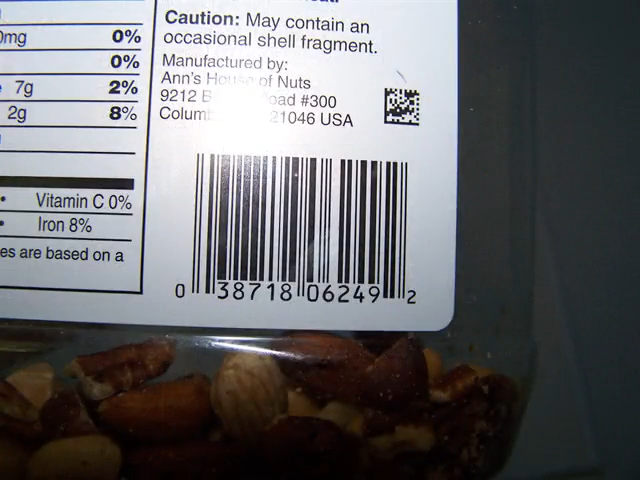 Caution: May contain an
occasional shell fragment.
Manufactured by:
Ann's House of Nuts
9212 B oad #300
Colum 21046 USA
0mg 0%
0%
7g 2%
2g 8%
• Vitamin C 0%
• Iron 8%
es are based on a
0 38718 06249 2